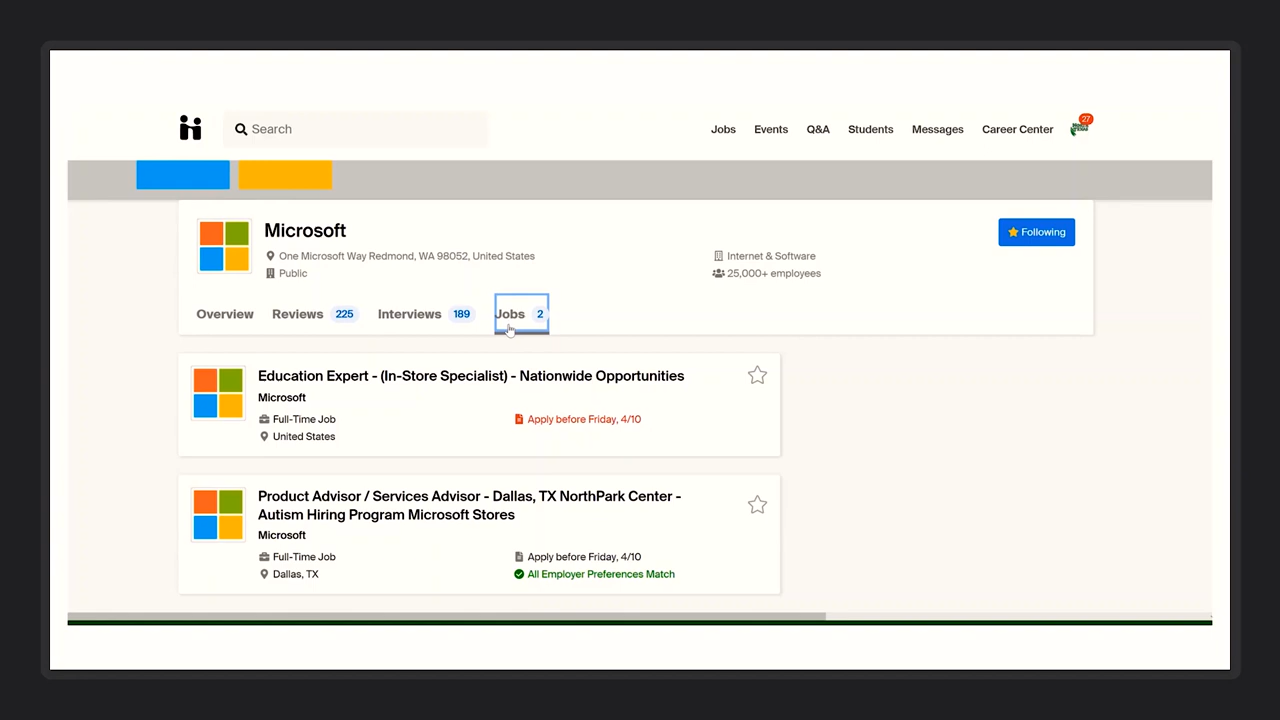 Search
Jobs
Events
Q&A
Students
Messages
Career Center
27
Microsoft
Following
One Microsoft Way Redmond, WA 98052, United States
Internet & Software
Public
25,000+ employees
Overview
Reviews 225
Interviews 189
Jobs 2
Education Expert - (In-Store Specialist) - Nationwide Opportunities
Microsoft
Full-Time Job
Apply before Friday, 4/10
United States
Product Advisor / Services Advisor - Dallas, TX NorthPark Center -
Autism Hiring Program Microsoft Stores
Microsoft
Full-Time Job
Apply before Friday, 4/10
Dallas, TX
All Employer Preferences Match